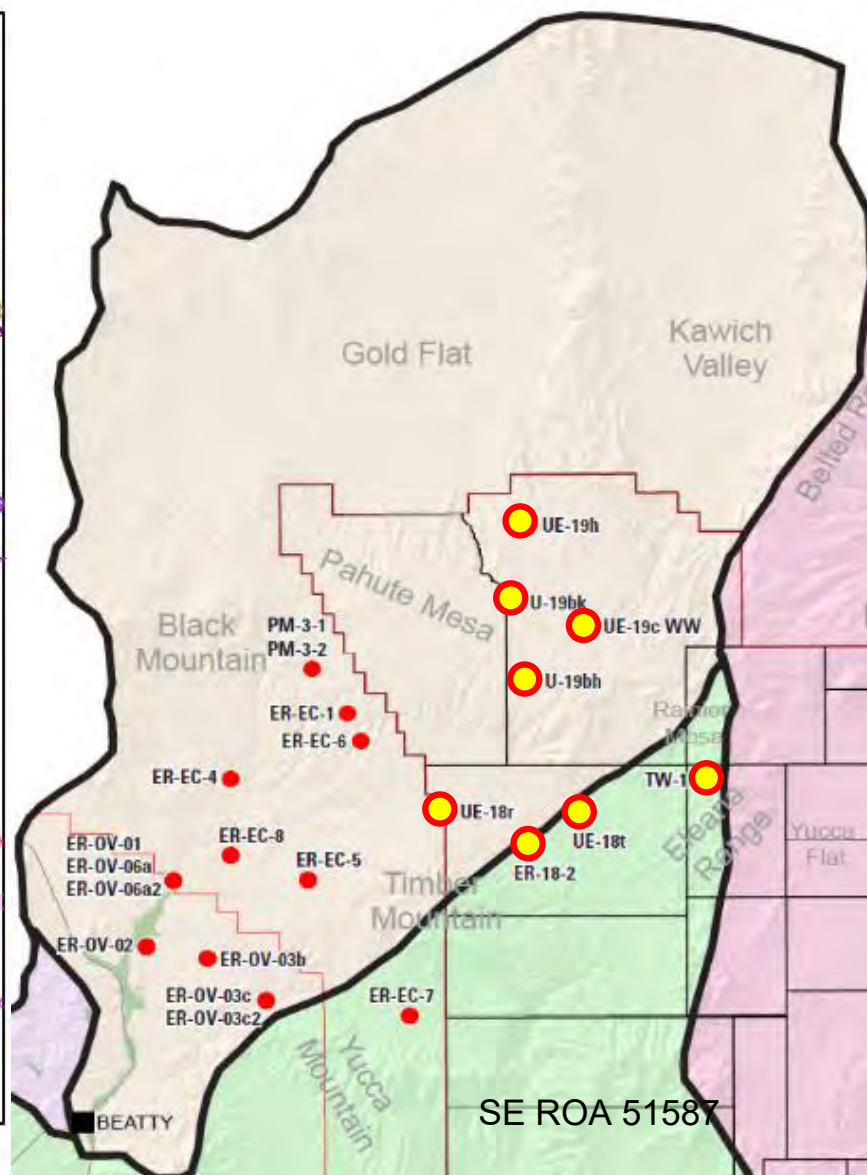 Gold Flat
Kawich
Valley
Belted
UE-19h
Pahute Mesa
U-19bk
UE-19c WW
Black
Mountain
PM-3-1
PM-3-2
U-19bh
ER-EC-1
ER-EC-6
Rainier
Mesa
ER-EC-4
TW-1
UE-18r
UE-18t
ER-18-2
Eleana
Range
Yucca
Flat
ER-OV-01
ER-OV-06a
ER-OV-06a2
ER-EC-8
ER-EC-5
Timber
Mountain
ER-OV-02
ER-OV-03b
ER-OV-03c
ER-OV-03c2
ER-EC-7
Yucca
Mountain
BEATTY
SE ROA 51587